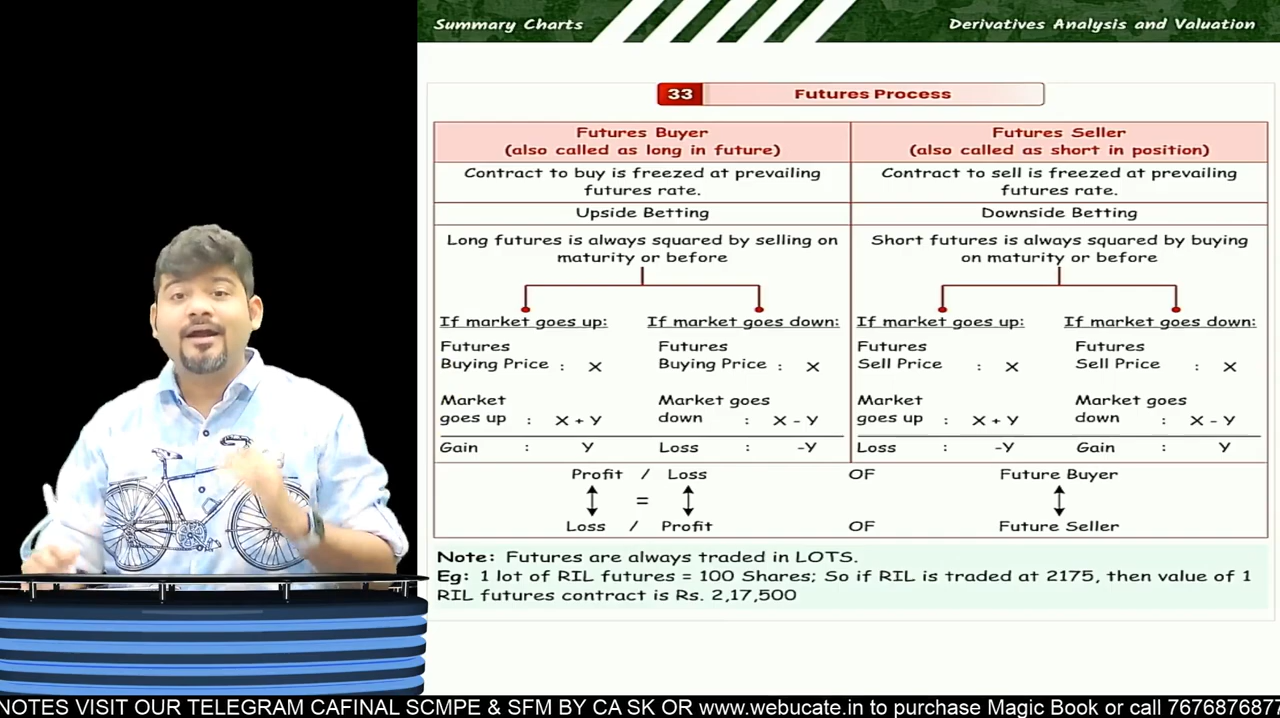 Summary Charts
Derivatives Analysis and Valuation
33
Futures Process
Futures Buyer
(also called as long in future)
Futures Seller
(also called as short in position)
Contract to buy is freezed at prevailing
futures rate.
Contract to sell is freezed at prevailing
futures rate.
Upside Betting
Downside Betting
Long futures is always squared by selling on
maturity or before
Short futures is always squared by buying
on maturity or before
If market goes up:
Futures
Buying Price : X
Market
goes up : X + Y
Gain : Y
If market goes down:
Futures
Buying Price : X
Market goes
down : X - Y
Loss : -Y
If market goes up:
Futures
Sell Price : X
Market
goes up : X + Y
Loss : -Y
If market goes down:
Futures
Sell Price : X
Market goes
down : X - Y
Gain : Y
Profit / Loss OF Future Buyer
=
Loss / Profit OF Future Seller
Note: Futures are always traded in LOTS.
Eg: 1 lot of RIL futures = 100 Shares; So if RIL is traded at 2175, then value of 1
RIL futures contract is Rs. 2,17,500
NOTES VISIT OUR TELEGRAM CAFINAL SCMPE & SFM BY CA SK OR www.webucate.in to purchase Magic Book or call 7676876877